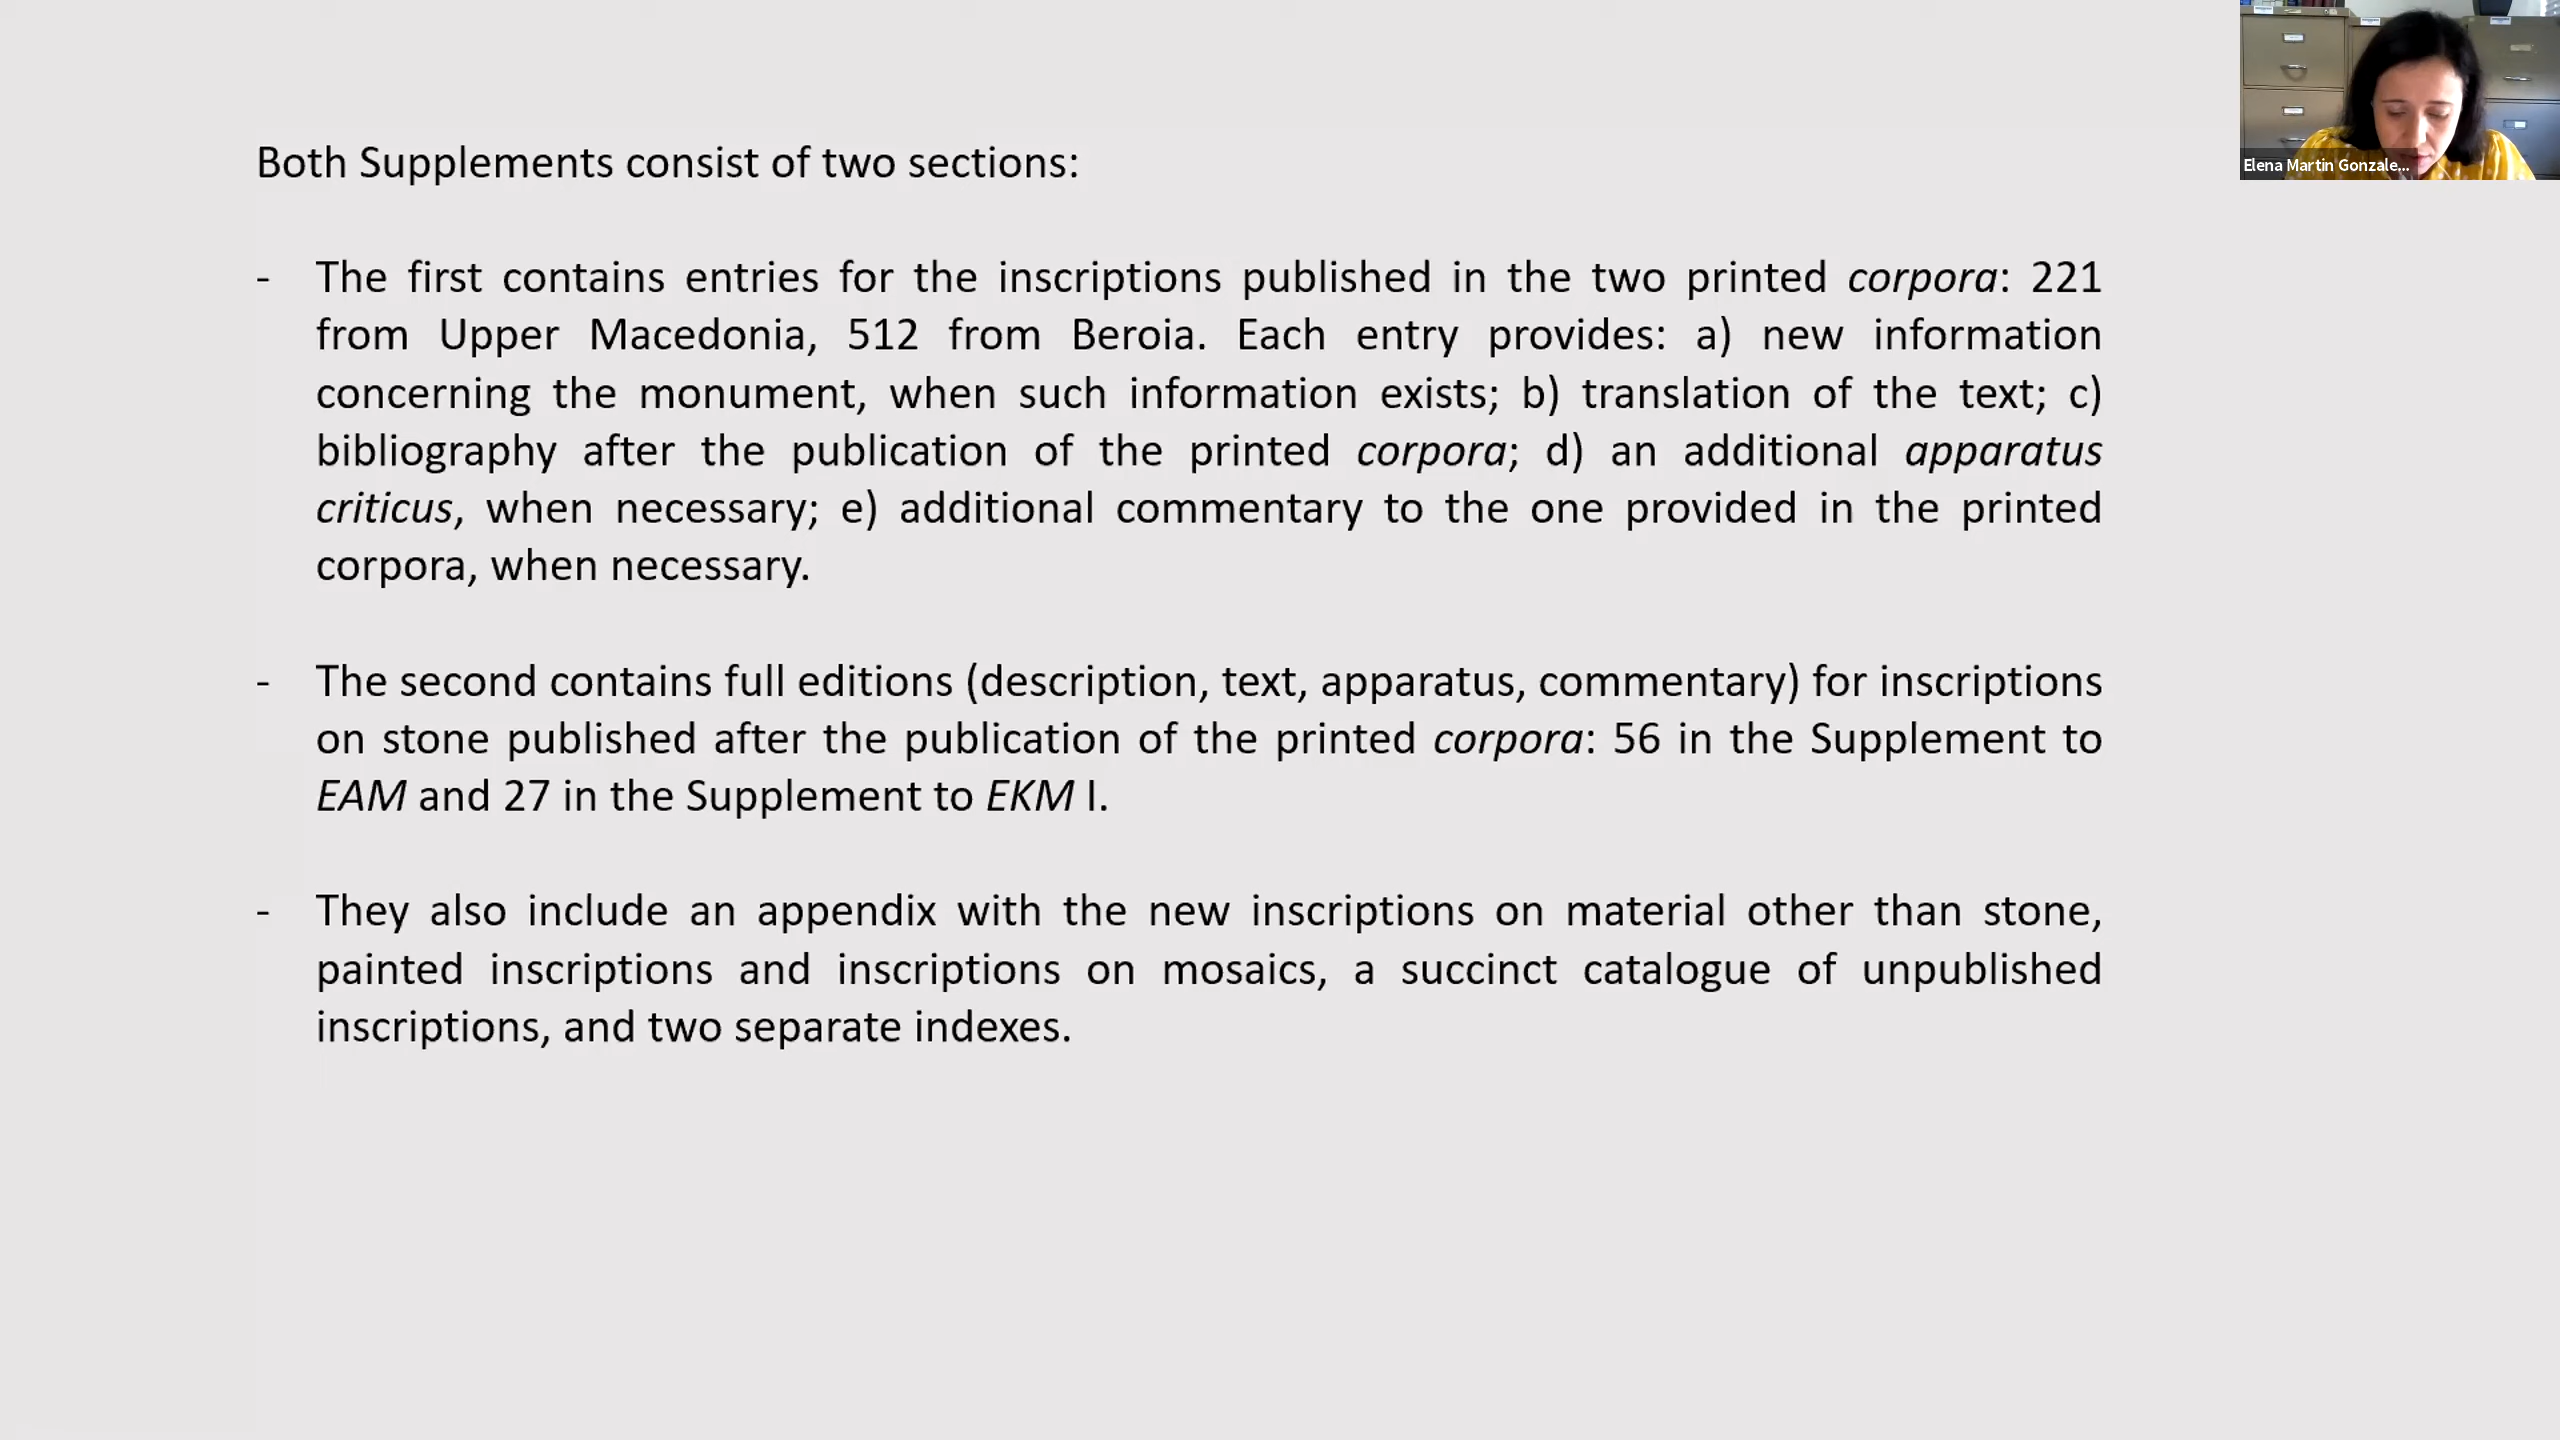 Both Supplements consist of two sections:
- The first contains entries for the inscriptions published in the two printed corpora: 221
from Upper Macedonia, 512 from Beroia. Each entry provides: a) new information
concerning the monument, when such information exists; b) translation of the text; c)
bibliography after the publication of the printed corpora; d) an additional apparatus
criticus, when necessary; e) additional commentary to the one provided in the printed
corpora, when necessary.
- The second contains full editions (description, text, apparatus, commentary) for inscriptions
on stone published after the publication of the printed corpora: 56 in the Supplement to
EAM and 27 in the Supplement to EKM I.
- They also include an appendix with the new inscriptions on material other than stone,
painted inscriptions and inscriptions on mosaics, a succinct catalogue of unpublished
inscriptions, and two separate indexes.
Elena Martin Gonzale...